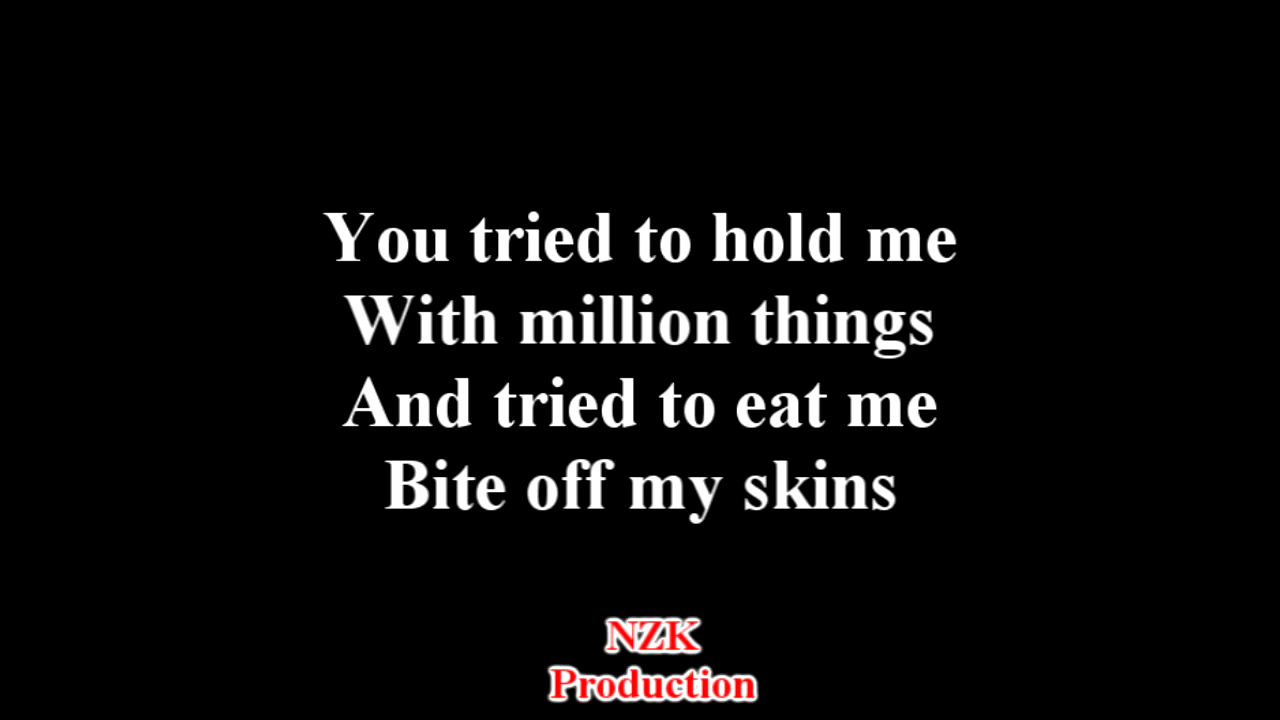 You tried to hold me
With million things
And tried to eat me
Bite off my skins
NZK
Production